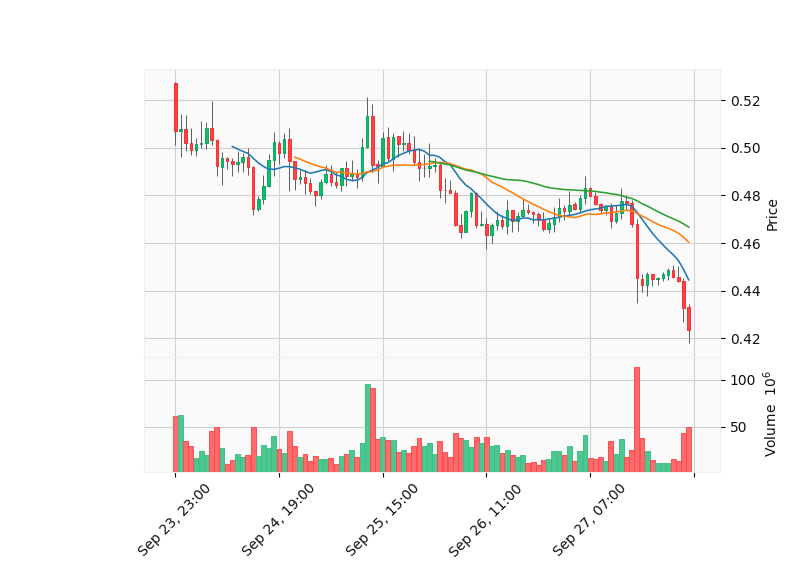 0.52
0.50
0.48
0.46
0.44
0.42
Price
100
50
Volume 10^6
Sep 23, 23:00
Sep 24, 19:00
Sep 25, 15:00
Sep 26, 11:00
Sep 27, 07:00